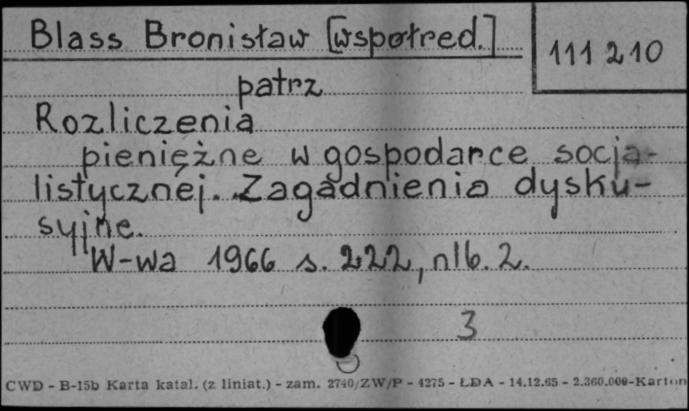 Blass Bronisław [współred.]
111 210
patrz
Rozliczenia
pieniężne w gospodarce socja-
listycznej. Zagadnienia dysku-
syjne.
W-wa 1966 s. 222, nlb. 2.
3
CWD - B-15b Karta katal. (z liniat.) - zam. 2740/ZW/P - 4275 - ŁDA - 14.12.65 - 2.360.000-Karton